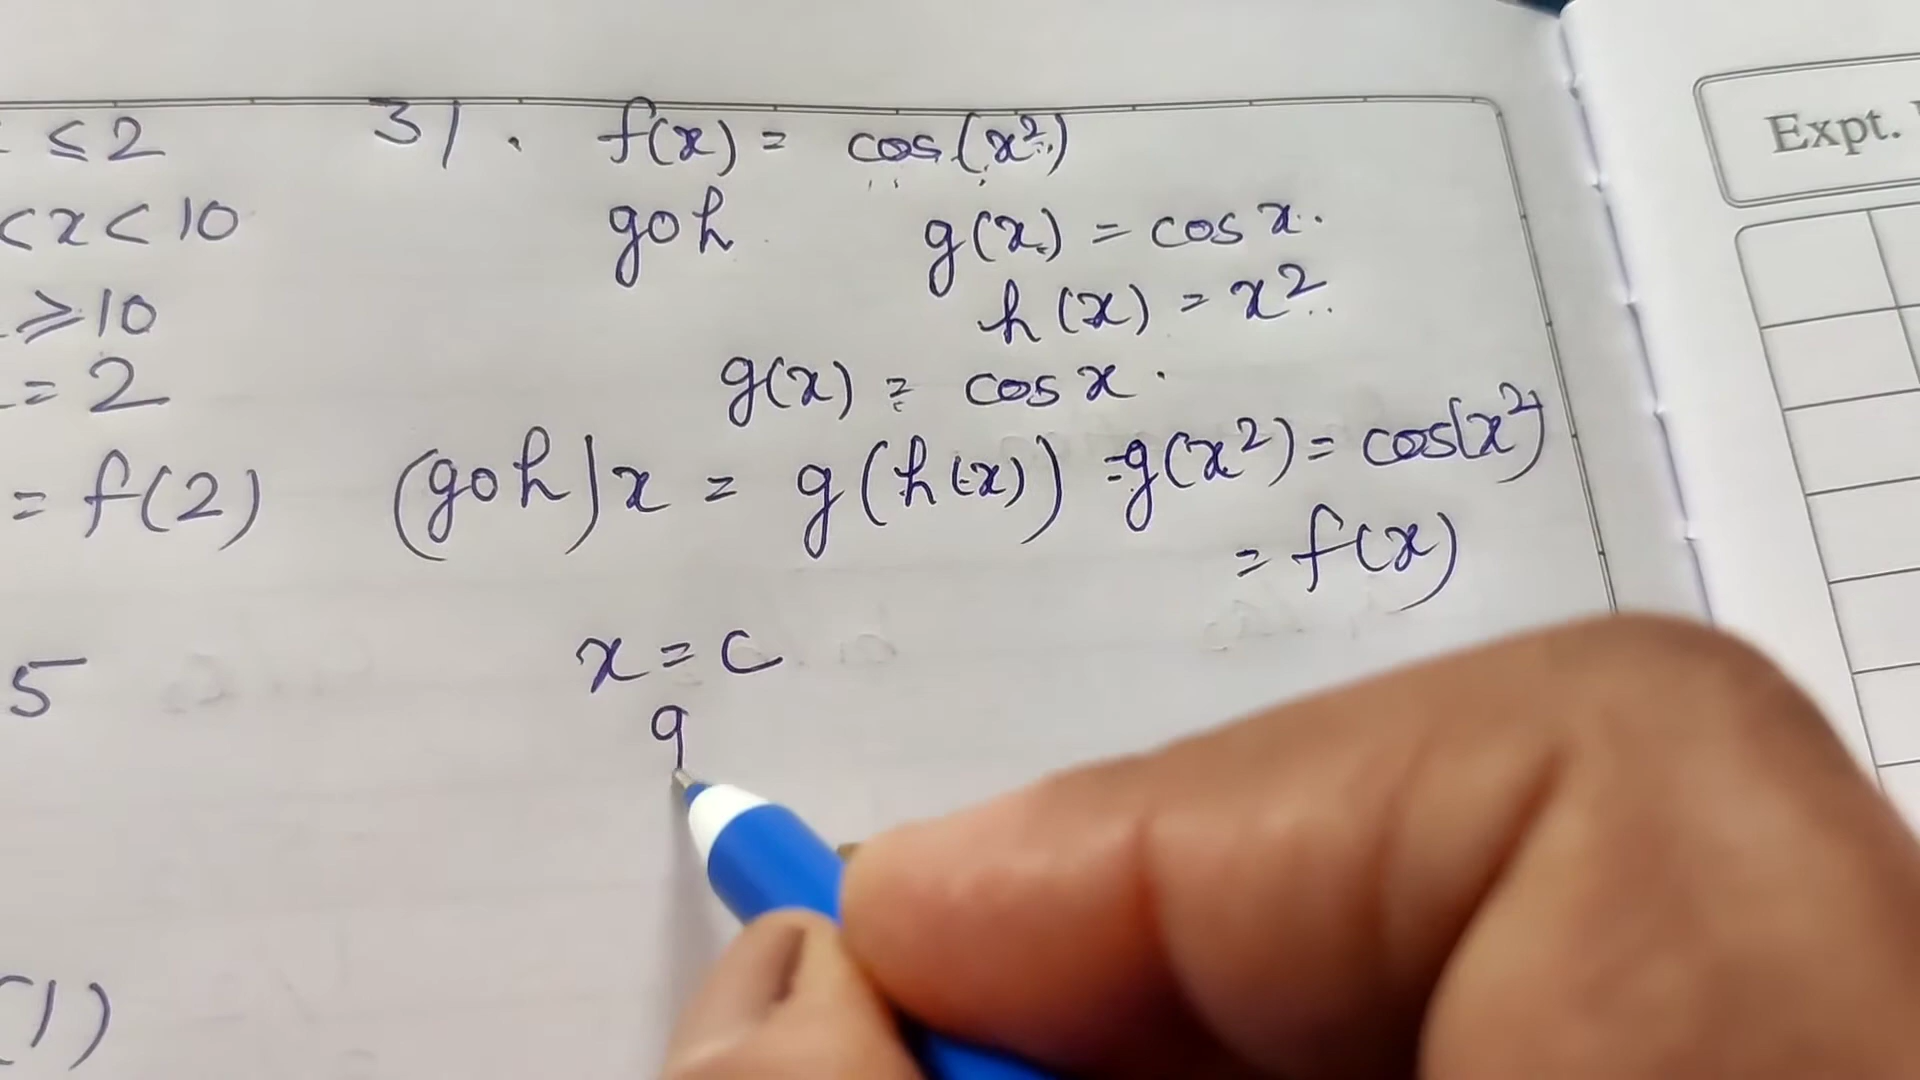 ≤ 2
< x < 10
≥ 10
= 2
= f(2)
5
(1)
31. f(x) = cos(x²)
goh g(x) = cos x.
h(x) = x²
g(x) = cos x.
(goh)x = g(h(x)) = g(x²) = cos(x²)
= f(x)
x = c
g
Expt.